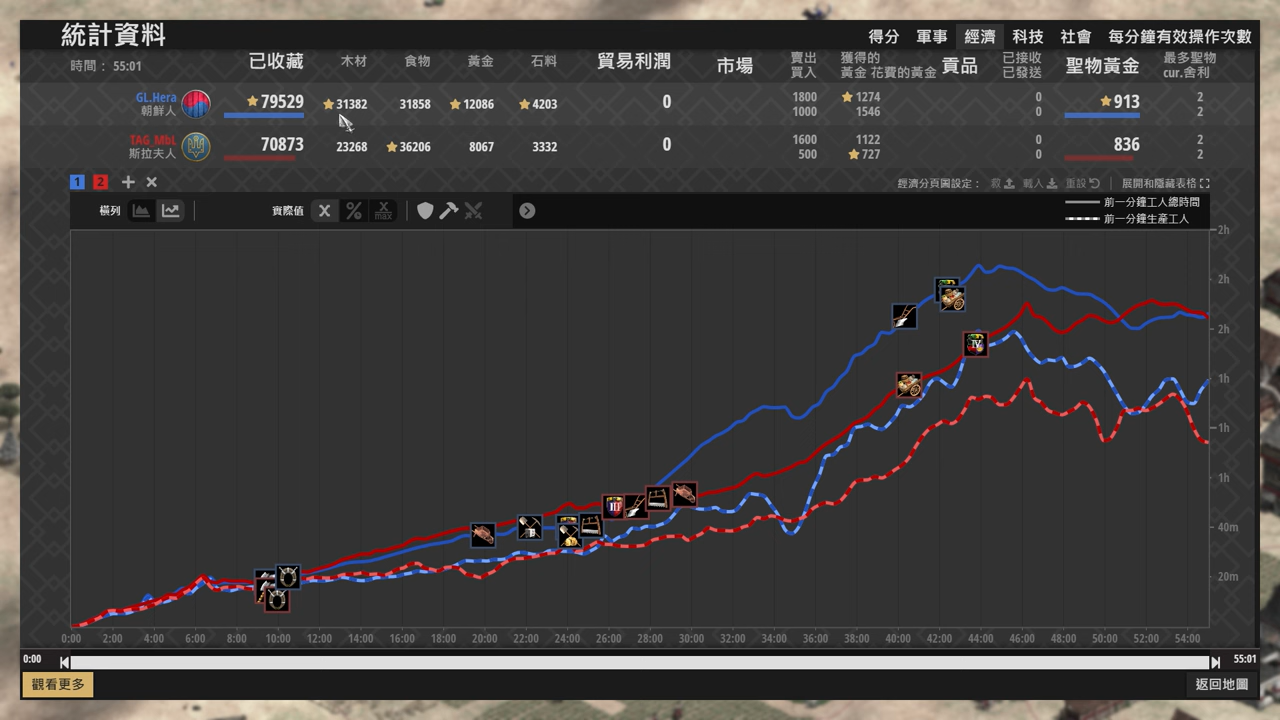 統計資料
得分 軍事 經濟 科技 社會 每分鐘有效操作次數
時間： 55:01
已收藏 木材 食物 黃金 石料 貿易利潤 市場 賣出 買入 獲得的黃金 花費的黃金 貢品 已接收 已發送 聖物黃金 最多聖物 cur.舍利
GL.Hera 79529 31382 31858 12086 4203 0 1800 1274 0 913 2
朝鮮人 1000 1546 0 2
TAG_MbL 70873 23268 36206 8067 3332 0 1600 1122 0 836 2
斯拉夫人 500 727 0 2
1 2 + ×
經濟分頁圖設定： 載入 重設 展開和隱藏表格
橫列 實際值 X % X max
前一分鐘工人總時間
前一分鐘生產工人
2h
2h
2h
1h
1h
1h
40m
20m
III
IV
0:00 2:00 4:00 6:00 8:00 10:00 12:00 14:00 16:00 18:00 20:00 22:00 24:00 26:00 28:00 30:00 32:00 34:00 36:00 38:00 40:00 42:00 44:00 46:00 48:00 50:00 52:00 54:00
0:00 55:01
觀看更多 返回地圖